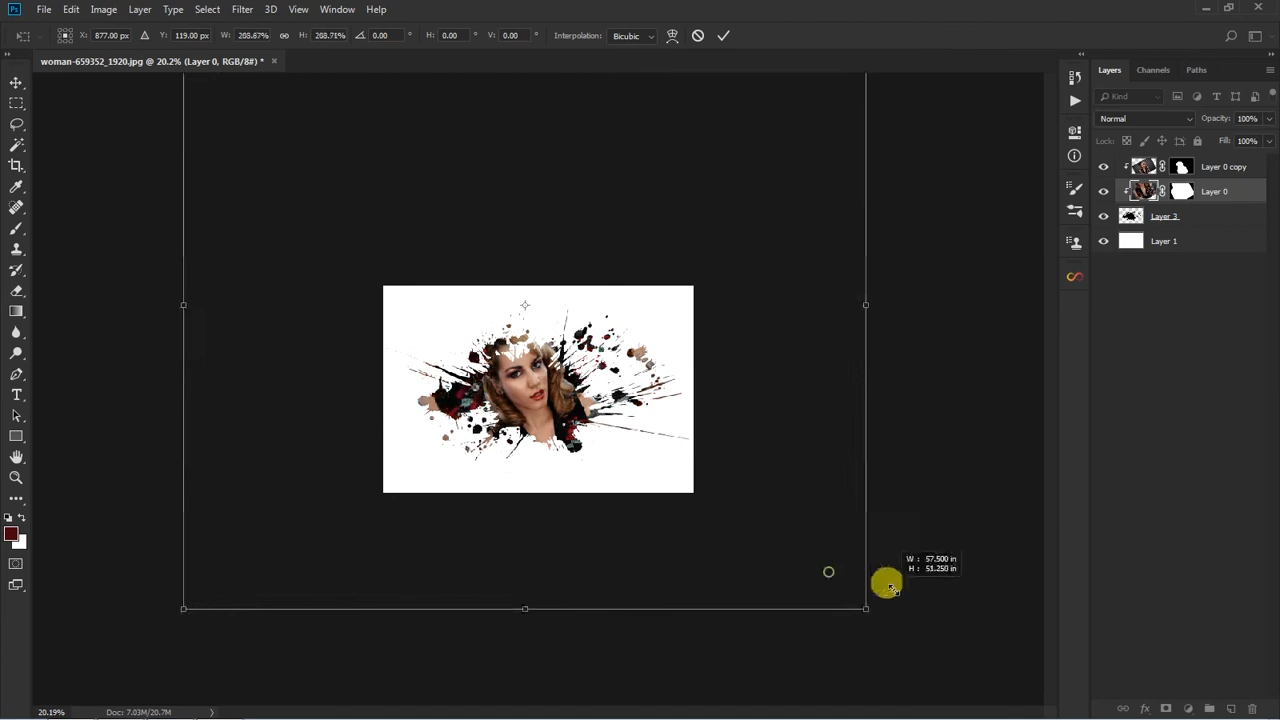 Ps File Edit Image Layer Type Select Filter 3D View Window Help
X: 877.00 px Y: 119.00 px W: 268.67% H: 268.71% 0.00 ° H: 0.00 ° V: 0.00 ° Interpolation: Bicubic
woman-659352_1920.jpg @ 20.2% (Layer 0, RGB/8#) * ×
Layers Channels Paths
Kind
Normal Opacity: 100%
Lock: Fill: 100%
Layer 0 copy
Layer 0
Layer 3
Layer 1
W : 57.500 in
H : 51.250 in
20.19% Doc: 7.03M/20.7M